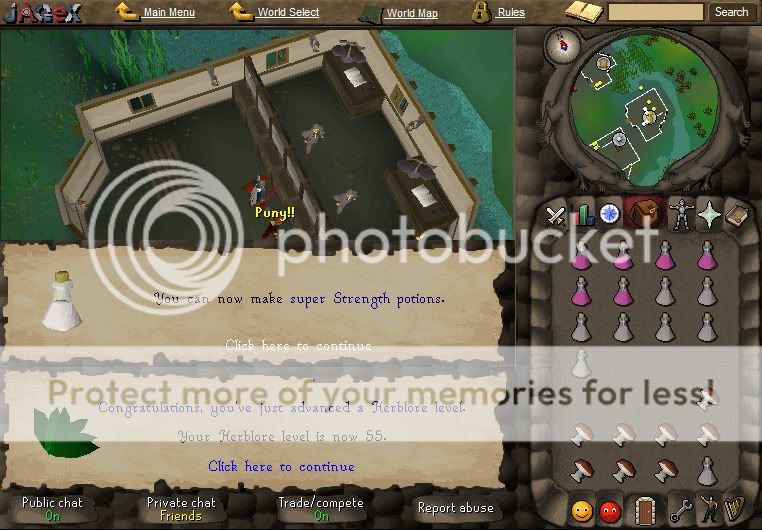 JAGEX
Main Menu
World Select
World Map
Rules
Search
Puny!!
photobucket
You can now make super Strength potions.
Click here to continue
Protect more of your memories for less!
Congratulations, you've just advanced a Herblore level.
Your Herblore level is now 55.
Click here to continue
Public chat
On
Private chat
Friends
Trade/compete
On
Report abuse